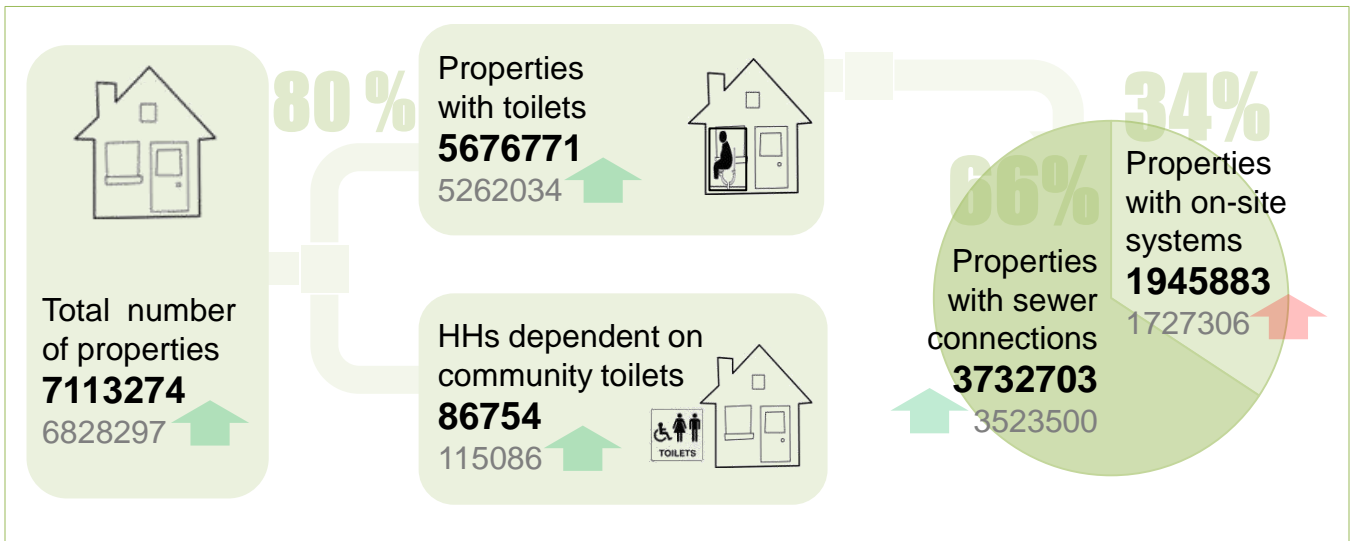 Total number
of properties
7113274
6828297
80 %
Properties
with toilets
5676771
5262034
HHs dependent on
community toilets
86754
115086
TOILETS
66%
Properties
with sewer
connections
3732703
3523500
34%
Properties
with on-site
systems
1945883
1727306